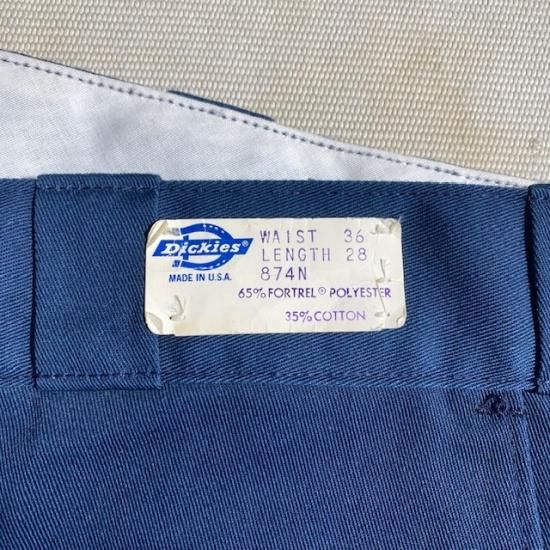 Dickies
MADE IN U.S.A.
WAIST 36
LENGTH 28
874N
65% FORTREL® POLYESTER
35% COTTON